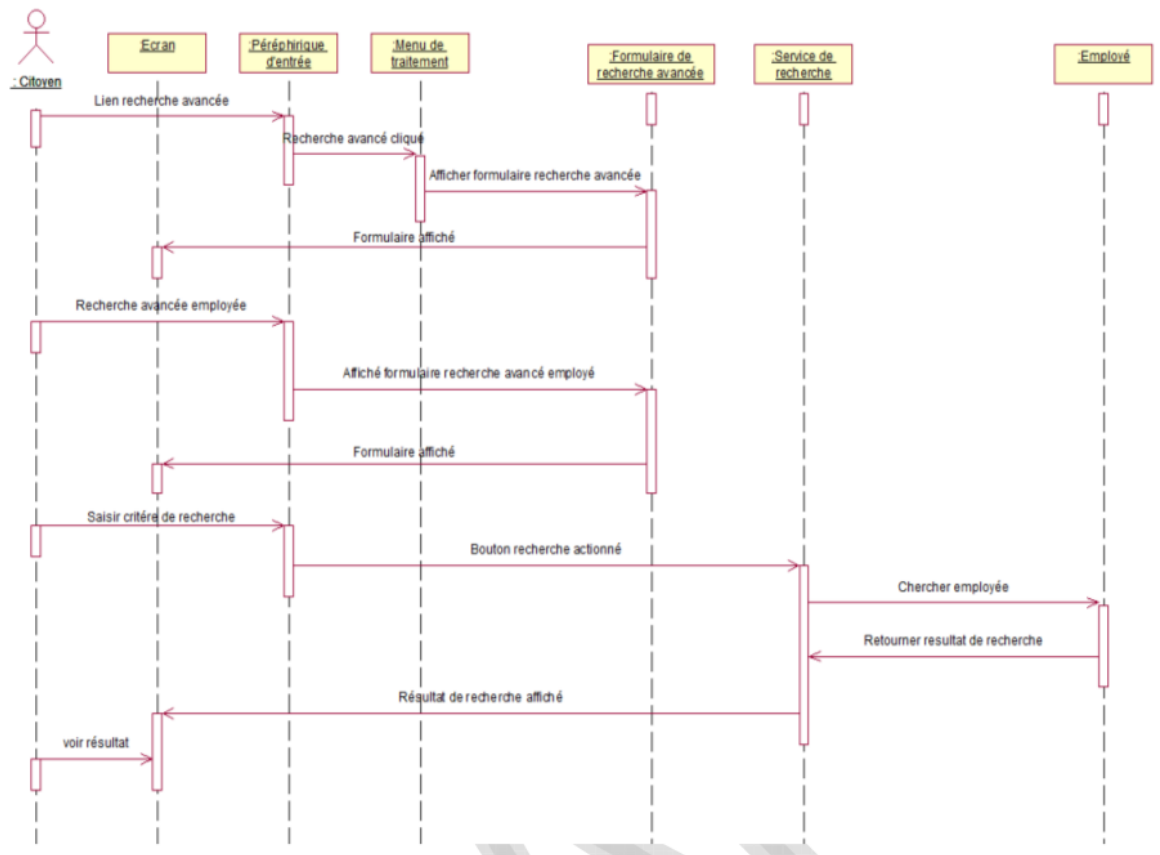 : Citoyen
:Ecran
:Péréphirique
d'entrée
:Menu de
traitement
:Formulaire de
recherche avancée
:Service de
recherche
:Employé
Lien recherche avancée
Recherche avancé cliqué
Afficher formulaire recherche avancée
Formulaire affiché
Recherche avancée employée
Affiché formulaire recherche avancé employé
Formulaire affiché
Saisir critére de recherche
Bouton recherche actionné
Chercher employée
Retourner resultat de recherche
Résultat de recherche affiché
voir résultat